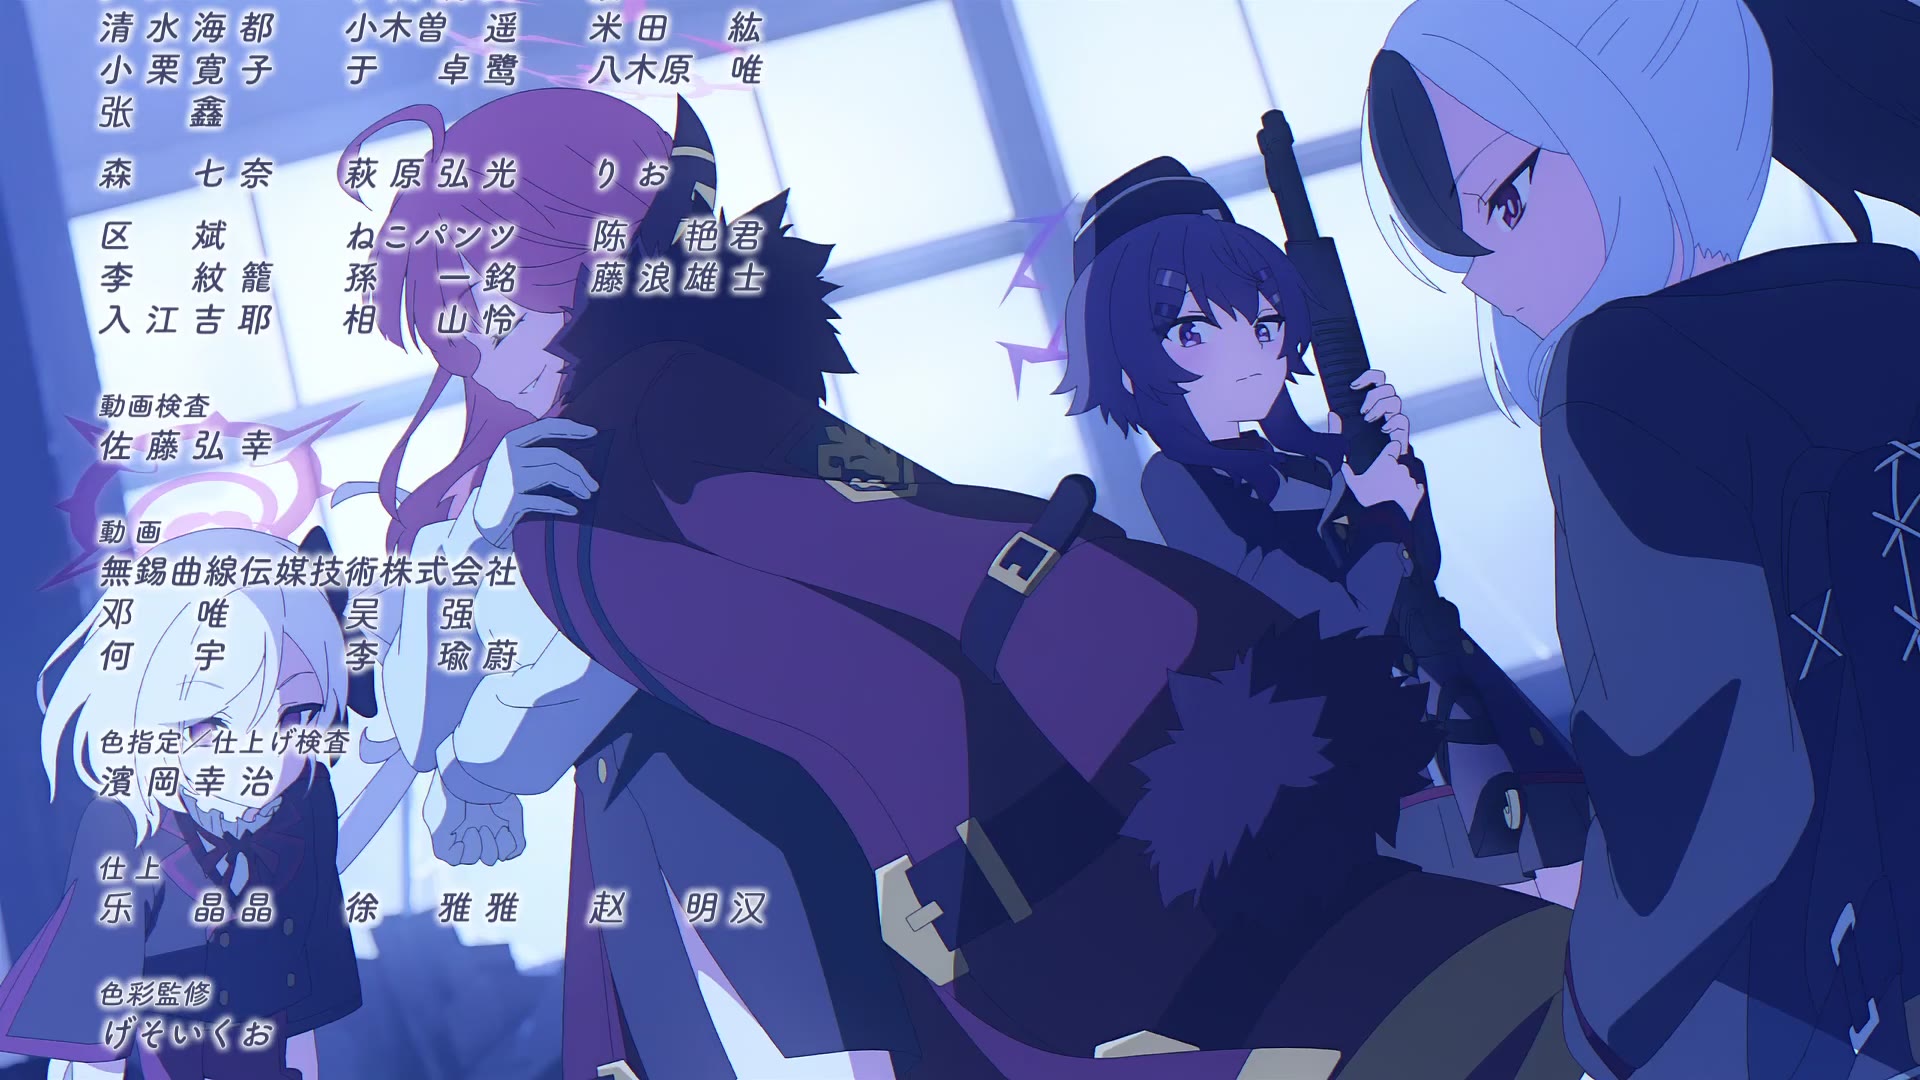 清水海都 小木曽遥 米田紘
小栗寛子 于卓鹭 八木原唯
张鑫
森七奈 萩原弘光 りお
区斌 ねこパンツ 陈艳君
李紋籠 孫一銘 藤浪雄士
入江吉耶 相山怜
動画検査
佐藤弘幸
動画
無錫曲線伝媒技術株式会社
邓唯 吴强
何宇 李瑜蔚
色指定／仕上げ検査
濱岡幸治
仕上
乐晶晶 徐雅雅 赵明汉
色彩監修
げそいくお